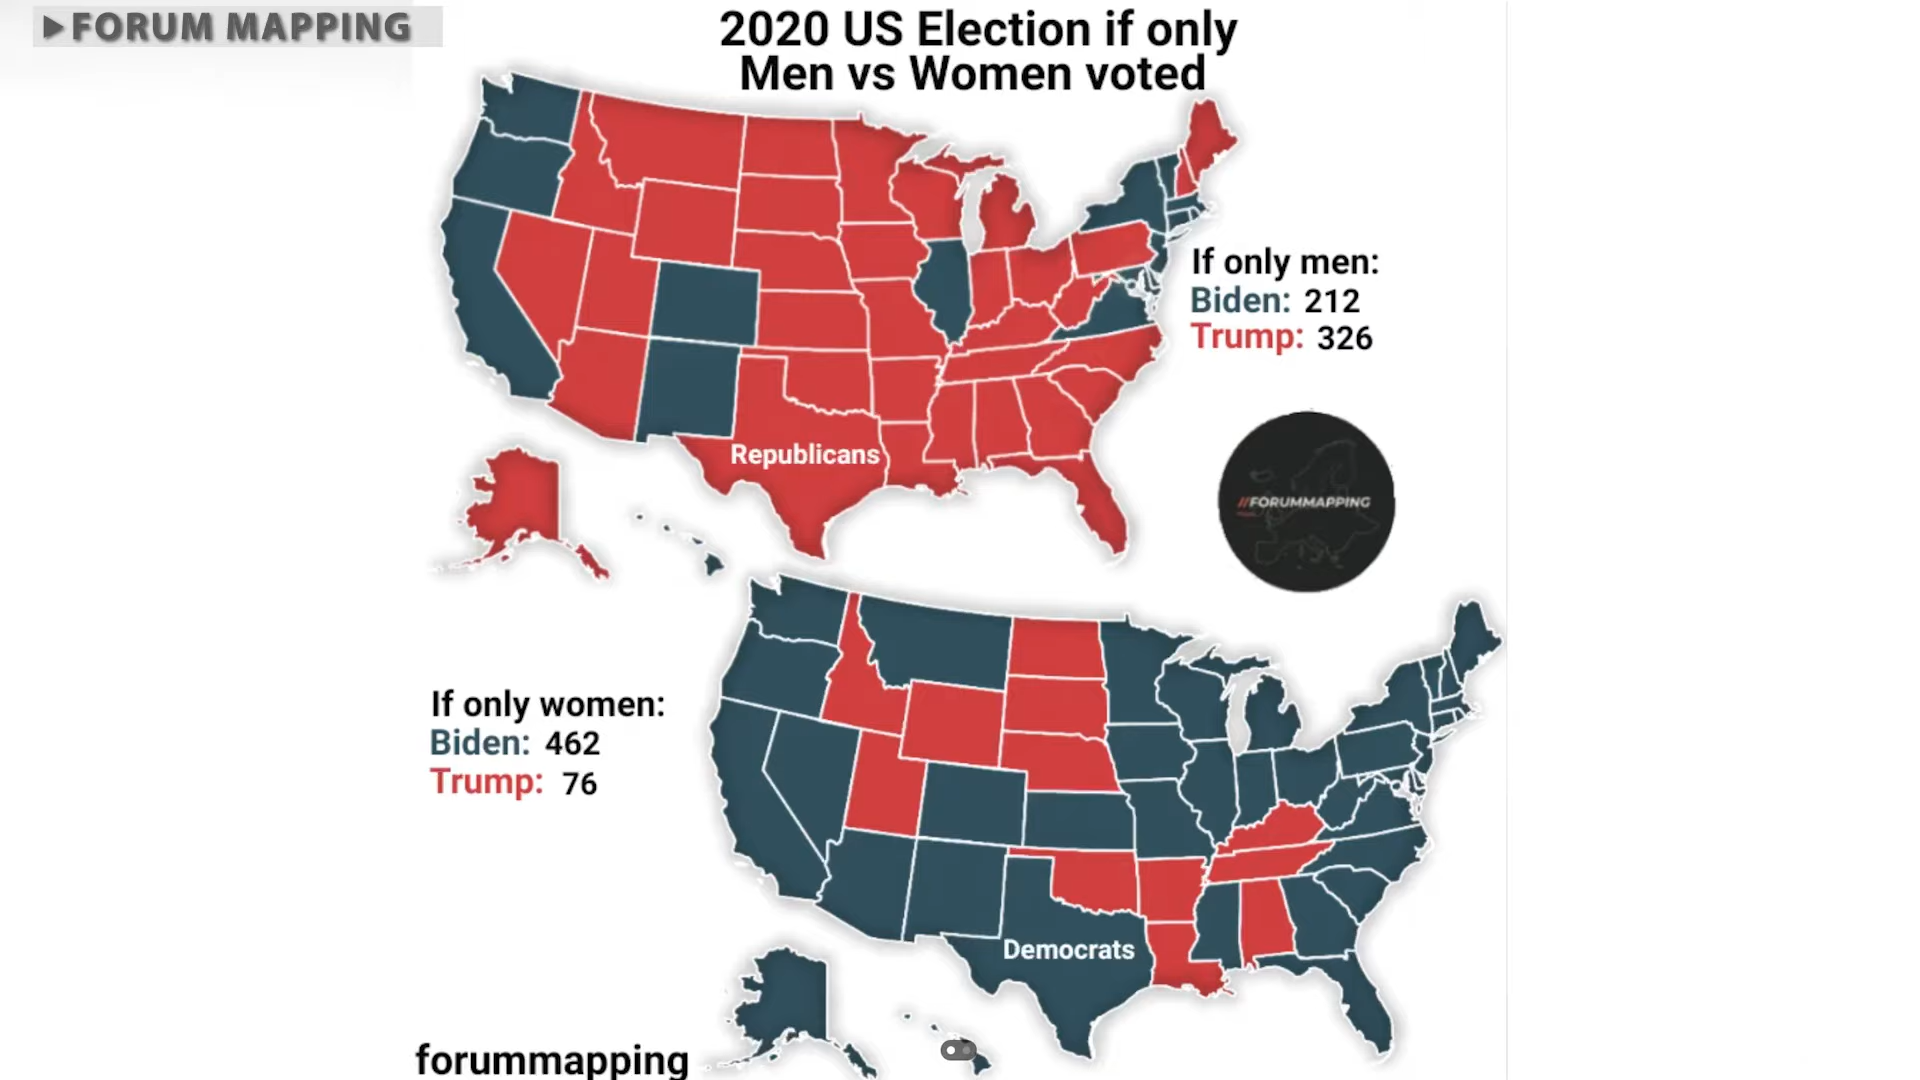 ▶FORUM MAPPING
2020 US Election if only
Men vs Women voted
If only men:
Biden: 212
Trump: 326
Republicans
//FORUMMAPPING
If only women:
Biden: 462
Trump: 76
Democrats
forummapping